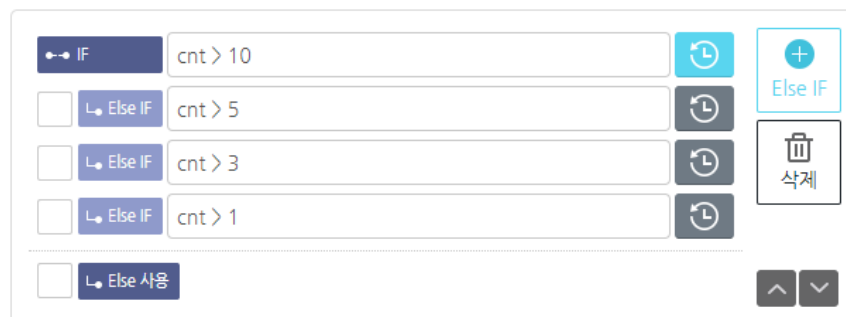 IF cnt > 10
Else IF
Else IF cnt > 5
삭제
Else IF cnt > 3
Else IF cnt > 1
Else 사용